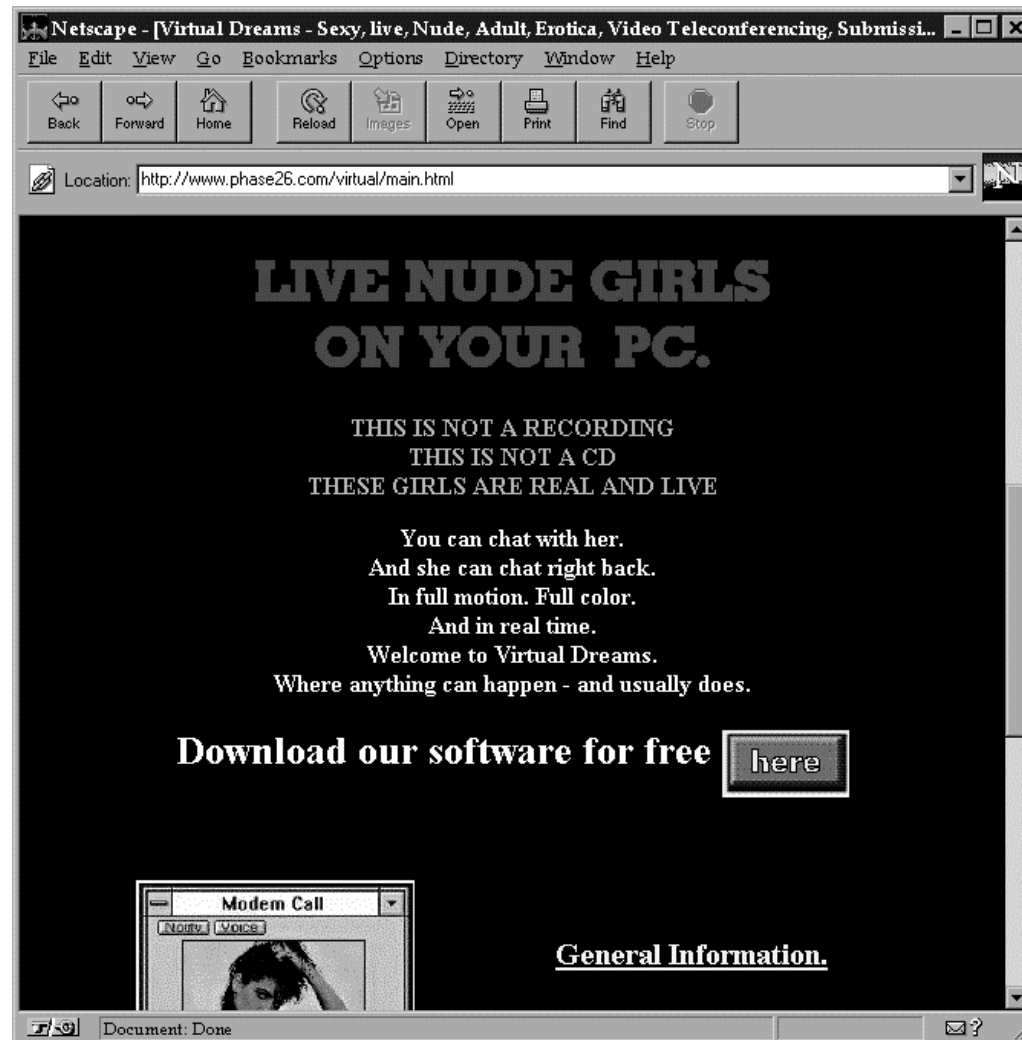 Netscape - [Virtual Dreams - Sexy, live, Nude, Adult, Erotica, Video Teleconferencing, Submissi...
File Edit View Go Bookmarks Options Directory Window Help
Back Forward Home Reload Images Open Print Find Stop
Location: http://www.phase26.com/virtual/main.html
N
LIVE NUDE GIRLS
ON YOUR PC.
THIS IS NOT A RECORDING
THIS IS NOT A CD
THESE GIRLS ARE REAL AND LIVE
You can chat with her.
And she can chat right back.
In full motion. Full color.
And in real time.
Welcome to Virtual Dreams.
Where anything can happen - and usually does.
Download our software for free here
Modem Call
Notify Voice
General Information.
Document: Done
?